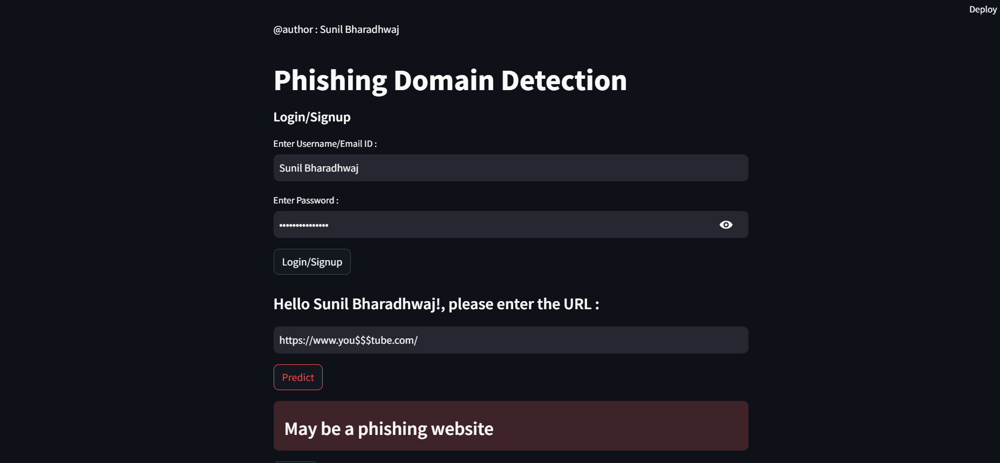 Deploy
@author : Sunil Bharadhwaj
Phishing Domain Detection
Login/Signup
Enter Username/Email ID :
Sunil Bharadhwaj
Enter Password :
•••••••••••••••
Login/Signup
Hello Sunil Bharadhwaj!, please enter the URL :
https://www.you$$$tube.com/
Predict
May be a phishing website